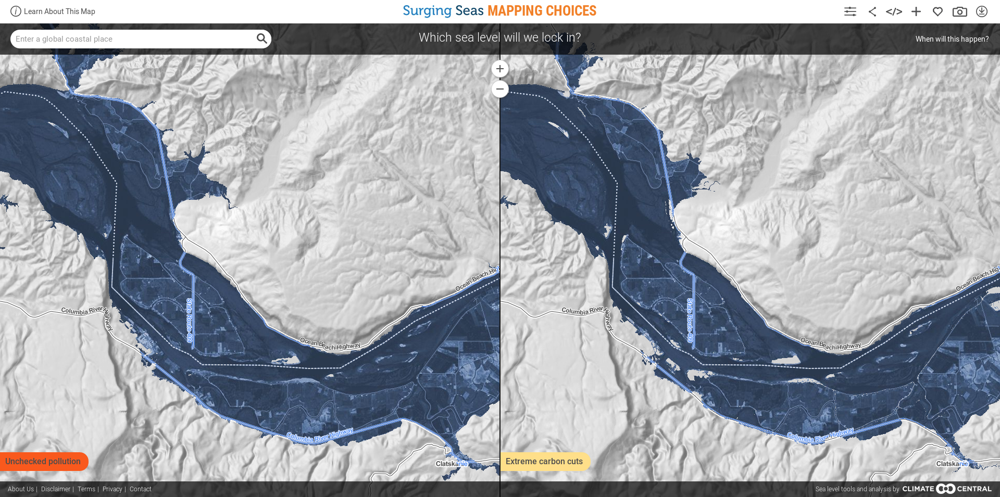 Learn About This Map
Surging Seas MAPPING CHOICES
Enter a global coastal place
Which sea level will we lock in?
When will this happen?
Ocean Beach Hig
Ocean Beach Hig
Columbia River Highway
State Route 409
Columbia River Highway
State Route 409
Ocean Beach Highway
Ocean Beach Highway
Columbia River Highway
Columbia River Highway
Unchecked pollution
Extreme carbon cuts
Clatskanie
Clatskanie
About Us | Disclaimer | Terms | Privacy | Contact
Sea level tools and analysis by CLIMATE CENTRAL